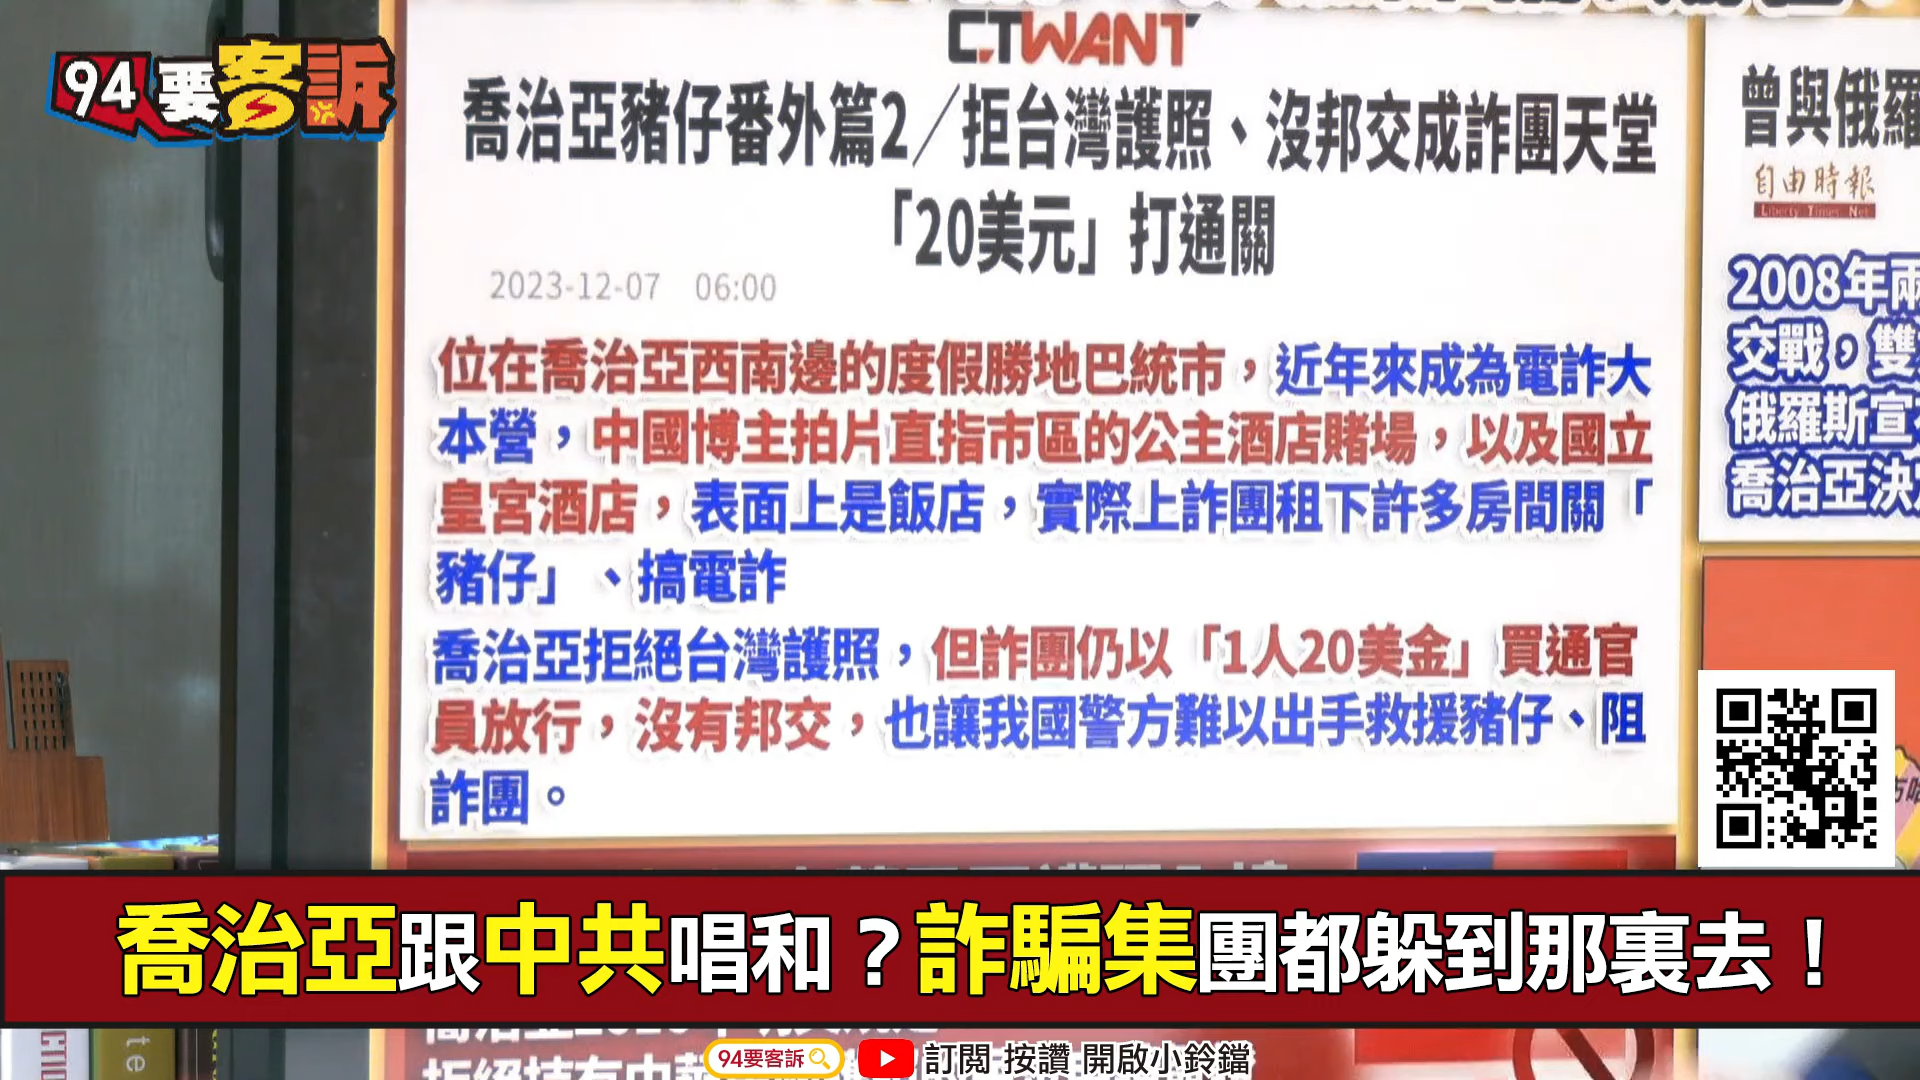 94要客訴
CTWANT
喬治亞豬仔番外篇2／拒台灣護照、沒邦交成詐團天堂
「20美元」打通關
2023-12-07 06:00
位在喬治亞西南邊的度假勝地巴統市，近年來成為電詐大
本營，中國博主拍片直指市區的公主酒店賭場，以及國立
皇宮酒店，表面上是飯店，實際上詐團租下許多房間關「
豬仔」、搞電詐
喬治亞拒絕台灣護照，但詐團仍以「1人20美金」買通官
員放行，沒有邦交，也讓我國警方難以出手救援豬仔、阻
詐團。
曾與俄羅
自由時報
Liberty Times Net
2008年兩
交戰，雙
俄羅斯宣
喬治亞決
喬治亞跟中共唱和？詐騙集團都躲到那裏去！
94要客訴
訂閱 按讚 開啟小鈴鐺